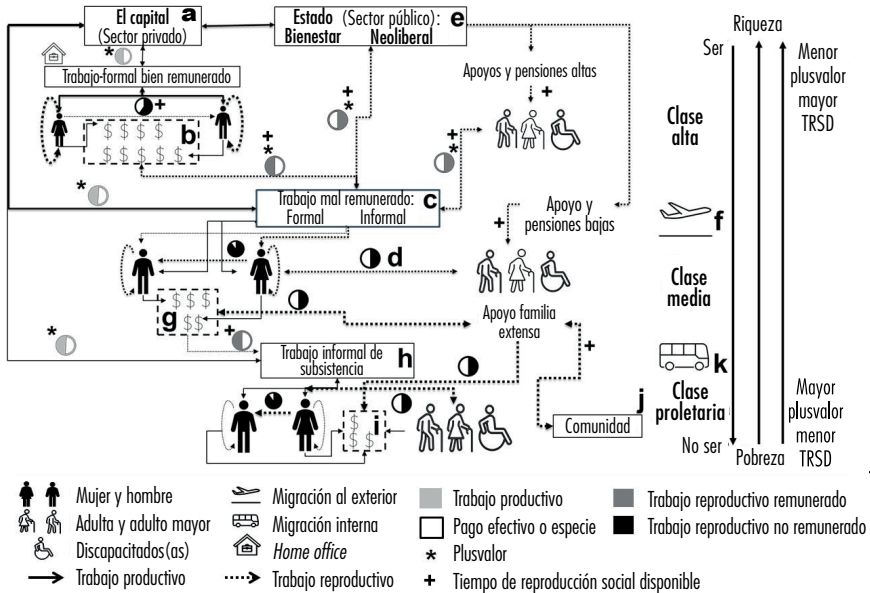 El capital a
(Sector privado)
Estado (Sector público): e
Bienestar Neoliberal
Riqueza
Ser
Menor
plusvalor
mayor
TRSD
*
Trabajo-formal bien remunerado
Apoyos y pensiones altas
+
+
$ $ $ $ b
$ $ $ $ $
+
*
+
*
+
*
Clase
alta
*
Trabajo mal remunerado: c
Formal Informal
Apoyo y
pensiones bajas
+
f
d
Clase
media
$ $ $
g $ $
Apoyo familia
extensa
*
+
+
Trabajo informal de h
subsistencia
k
Clase
proletaria
$
$ $ i
$
j
Comunidad
Mayor
plusvalor
menor
TRSD
No ser
Pobreza
Mujer y hombre
Adulta y adulto mayor
Discapacitados(as)
Trabajo productivo
Migración al exterior
Migración interna
Home office
Trabajo reproductivo
Trabajo productivo
Pago efectivo o especie
* Plusvalor
+ Tiempo de reproducción social disponible
Trabajo reproductivo remunerado
Trabajo reproductivo no remunerado